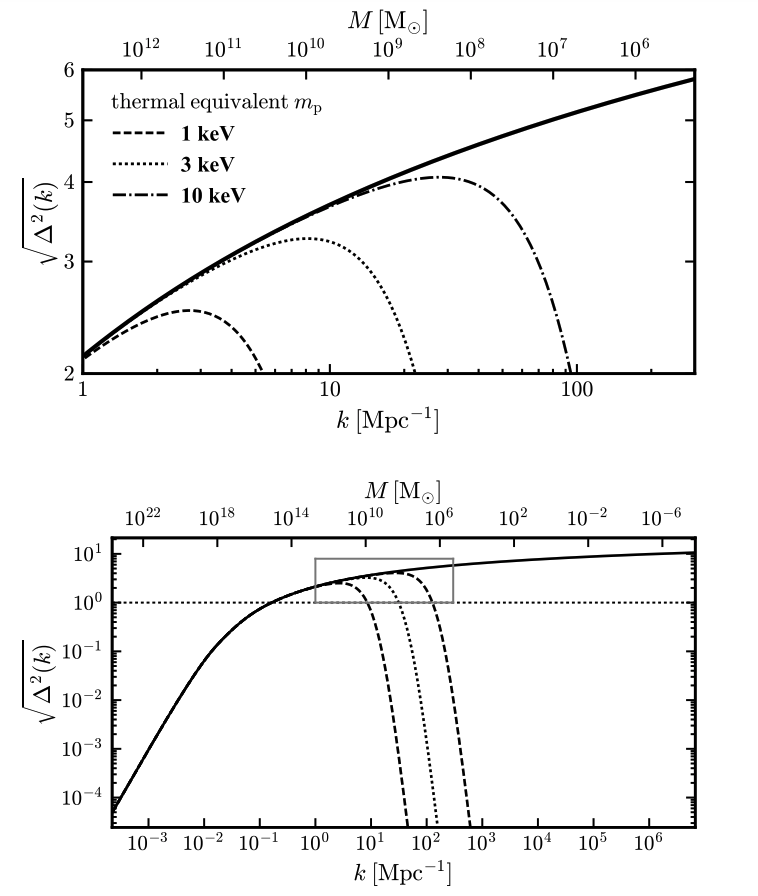 M [M⊙]
10¹² 10¹¹ 10¹⁰ 10⁹ 10⁸ 10⁷ 10⁶
6
thermal equivalent mₚ
5
1 keV
3 keV
4
10 keV
√Δ²(k)
3
2
1 10 100
k [Mpc⁻¹]
M [M⊙]
10²² 10¹⁸ 10¹⁴ 10¹⁰ 10⁶ 10² 10⁻² 10⁻⁶
10¹
10⁰
10⁻¹
√Δ²(k)
10⁻²
10⁻³
10⁻⁴
10⁻³ 10⁻² 10⁻¹ 10⁰ 10¹ 10² 10³ 10⁴ 10⁵ 10⁶
k [Mpc⁻¹]